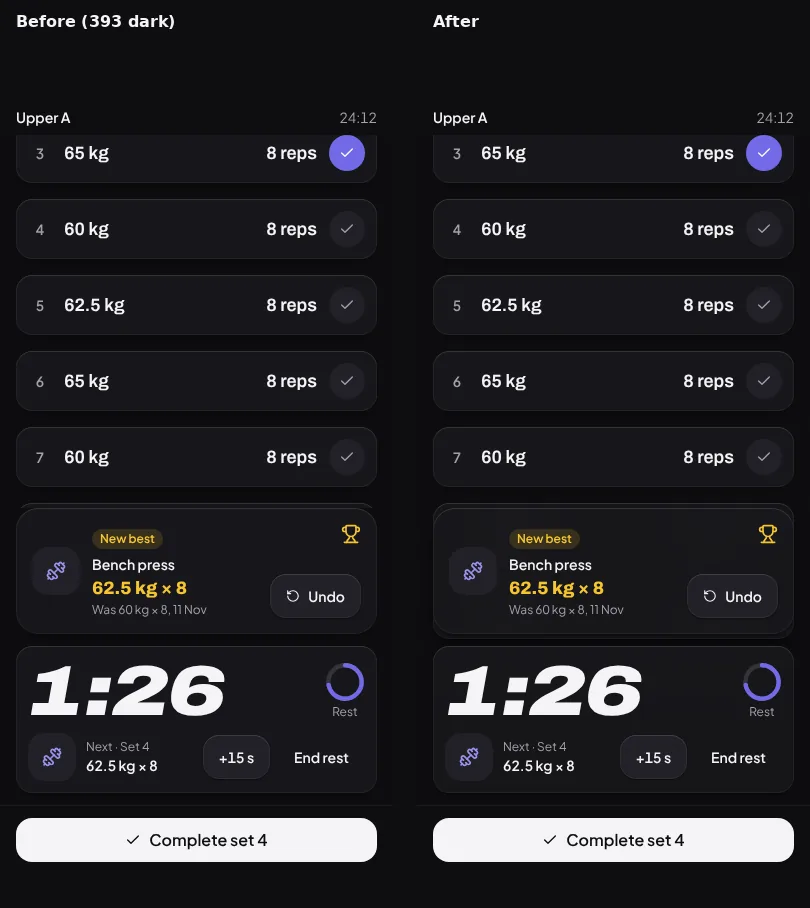 Before (393 dark)
Upper A 24:12
3 65 kg 8 reps
4 60 kg 8 reps
5 62.5 kg 8 reps
6 65 kg 8 reps
7 60 kg 8 reps
New best
Bench press
62.5 kg × 8
Was 60 kg × 8, 11 Nov
Undo
1:26
Rest
Next · Set 4
62.5 kg × 8
+15 s
End rest
Complete set 4
After
Upper A 24:12
3 65 kg 8 reps
4 60 kg 8 reps
5 62.5 kg 8 reps
6 65 kg 8 reps
7 60 kg 8 reps
New best
Bench press
62.5 kg × 8
Was 60 kg × 8, 11 Nov
Undo
1:26
Rest
Next · Set 4
62.5 kg × 8
+15 s
End rest
Complete set 4